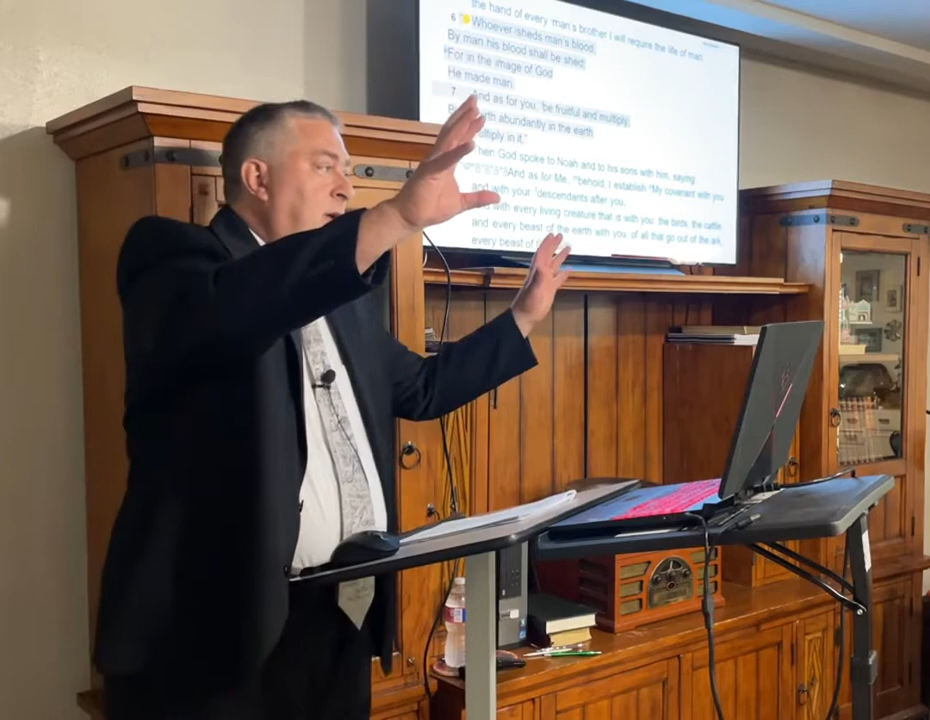 the hand of every man's brother I will require the life of man.
6 Whoever sheds man's blood,
By man his blood shall be shed;
For in the image of God
He made man.
7 And as for you, be fruitful and multiply;
abundantly in the earth
multiply in it."
Then God spoke to Noah and to his sons with him, saying
And as for Me, behold, I establish My covenant with you
and with your descendants after you,
with every living creature that is with you: the birds, the cattle,
and every beast of the earth with you, of all that go out of the ark,
every beast of